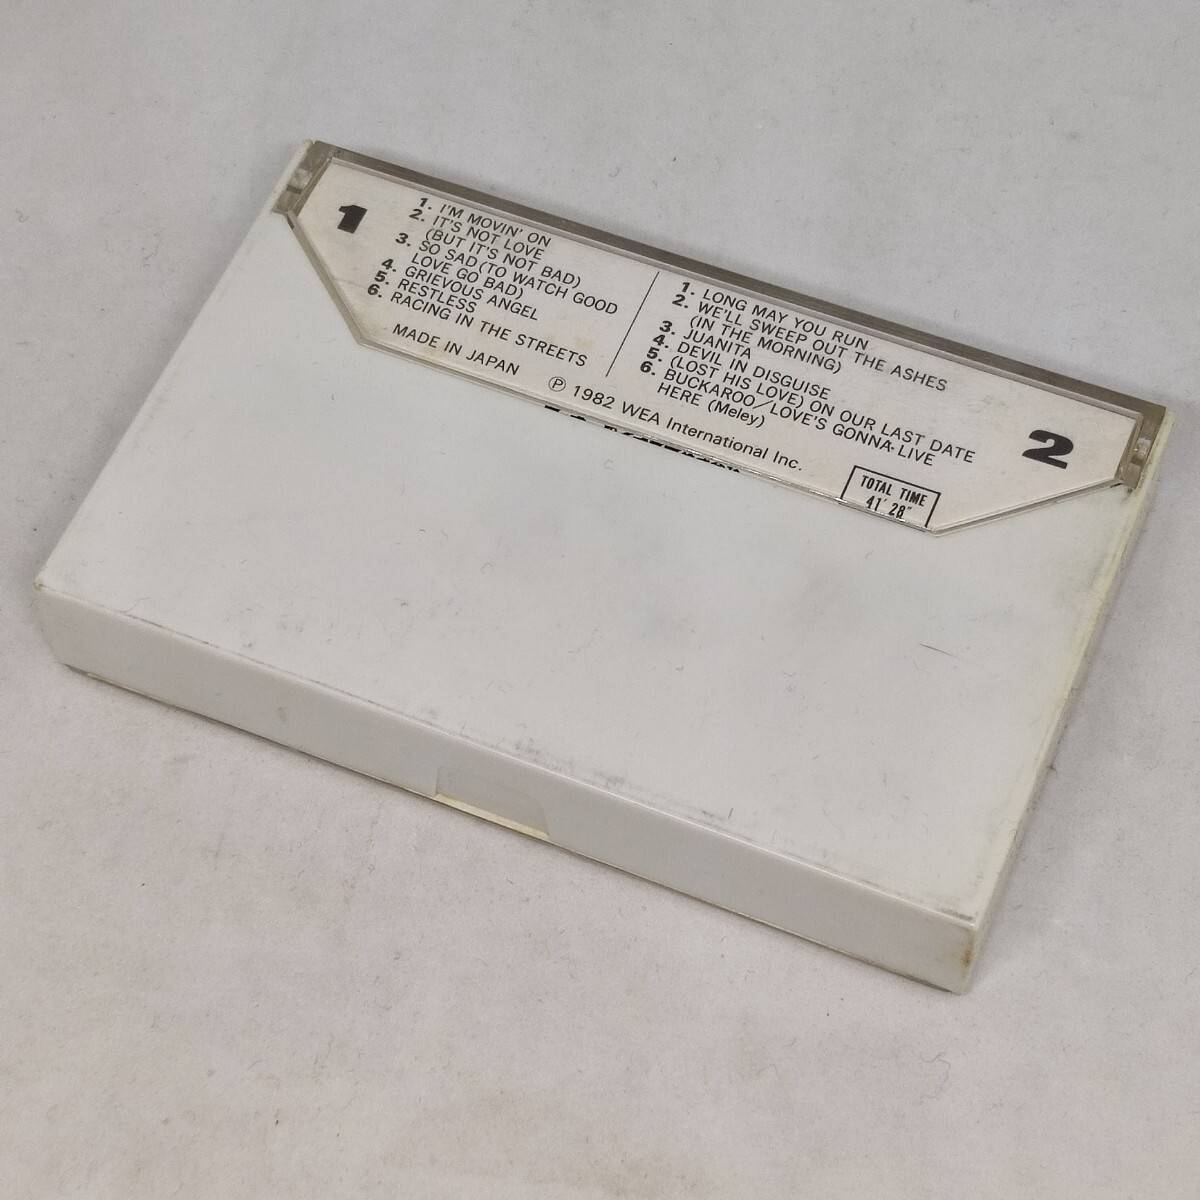 1
1. I'M MOVIN' ON
2. IT'S NOT LOVE
(BUT IT'S NOT BAD)
3. SO SAD (TO WATCH GOOD
LOVE GO BAD)
4. GRIEVOUS ANGEL
5. RESTLESS
6. RACING IN THE STREETS
MADE IN JAPAN
1. LONG MAY YOU RUN
2. WE'LL SWEEP OUT THE ASHES
(IN THE MORNING)
3. JUANITA
4. DEVIL IN DISGUISE
5. (LOST HIS LOVE) ON OUR LAST DATE
6. BUCKAROO/LOVE'S GONNA LIVE
HERE (Meley)
℗ 1982 WEA International Inc.
2
TOTAL TIME
41'28"